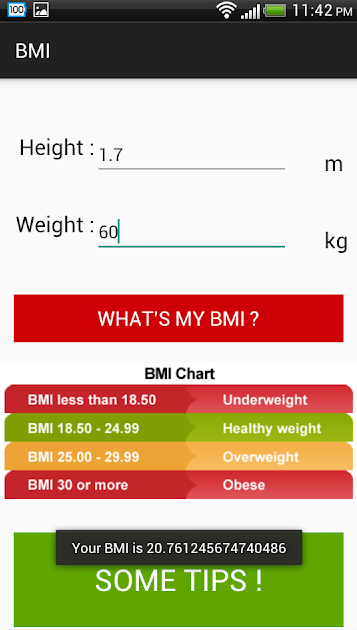 100 11:42 PM
BMI
Height : 1.7 m
Weight : 60 kg
WHAT'S MY BMI ?
BMI Chart
BMI less than 18.50 Underweight
BMI 18.50 - 24.99 Healthy weight
BMI 25.00 - 29.99 Overweight
BMI 30 or more Obese
Your BMI is 20.761245674740486
SOME TIPS !